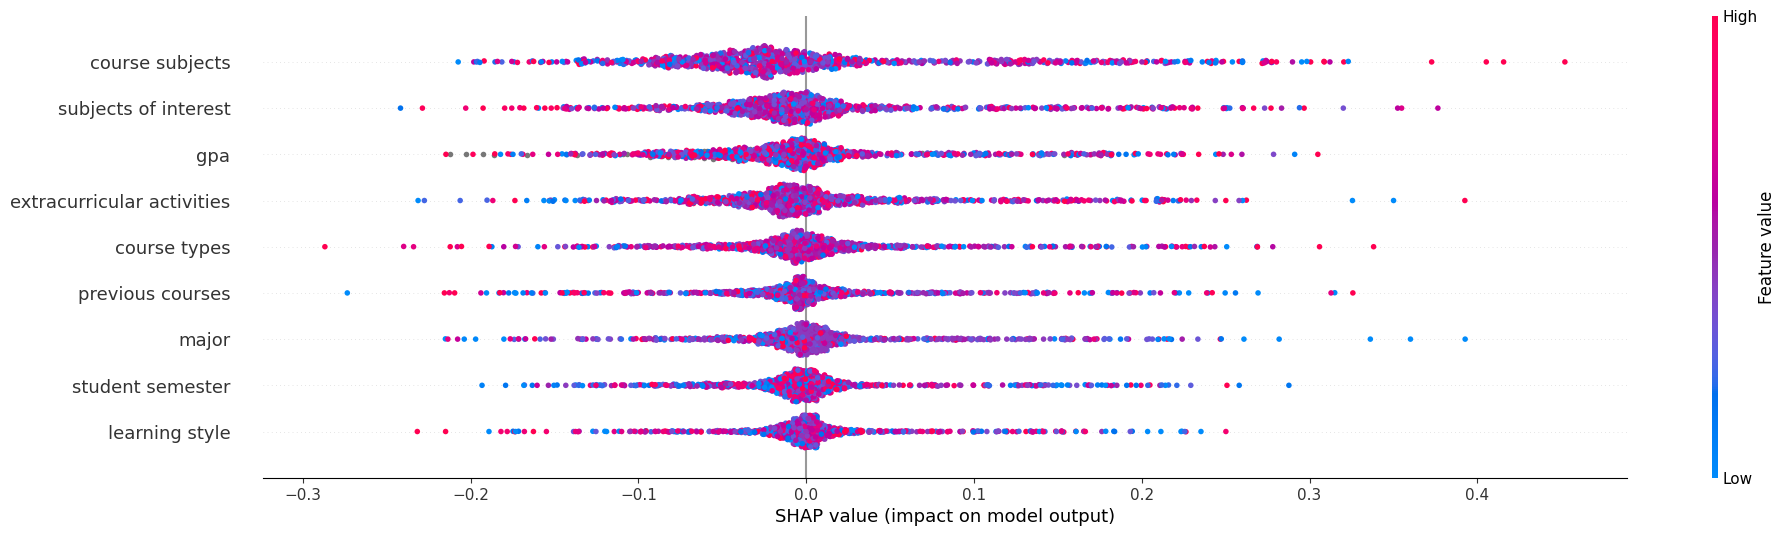 High
course subjects
subjects of interest
gpa
extracurricular activities
course types
previous courses
major
student semester
learning style
Feature value
Low
−0.3 −0.2 −0.1 0.0 0.1 0.2 0.3 0.4
SHAP value (impact on model output)